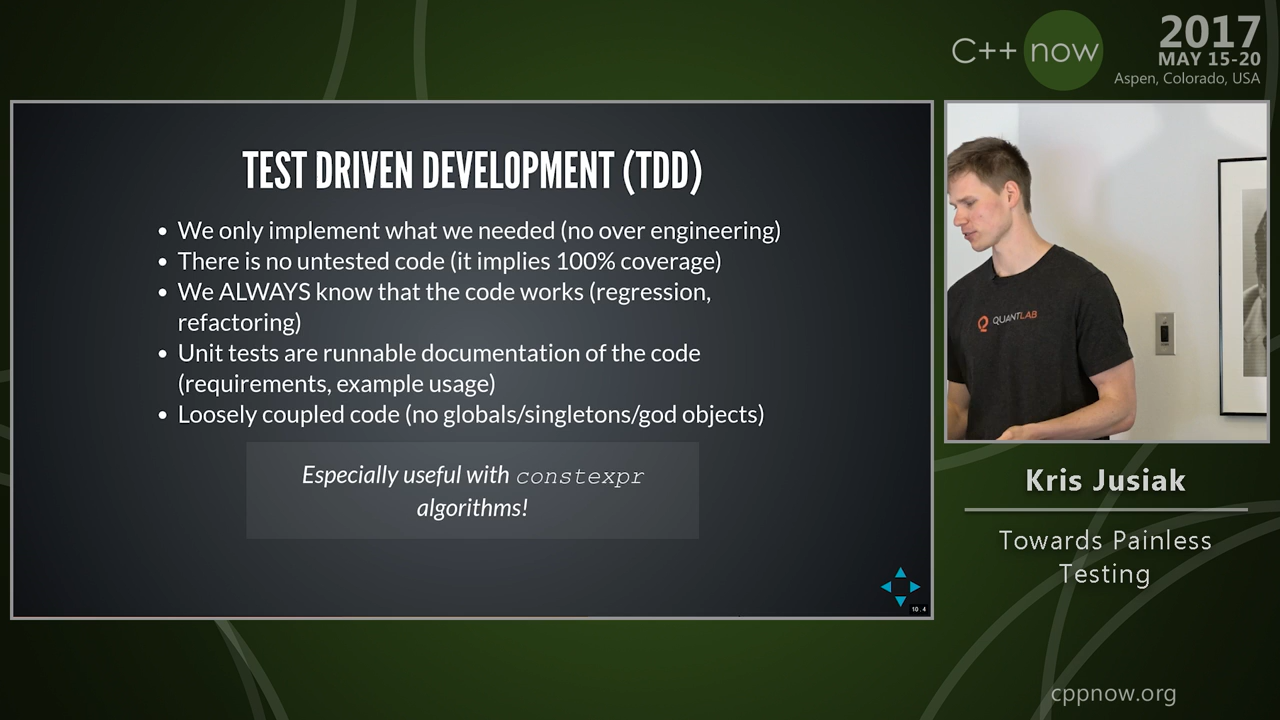 C++ now
2017
MAY 15-20
Aspen, Colorado, USA
TEST DRIVEN DEVELOPMENT (TDD)
• We only implement what we needed (no over engineering)
• There is no untested code (it implies 100% coverage)
• We ALWAYS know that the code works (regression,
refactoring)
• Unit tests are runnable documentation of the code
(requirements, example usage)
• Loosely coupled code (no globals/singletons/god objects)
Especially useful with constexpr
algorithms!
10.4
QUANTLAB
Kris Jusiak
Towards Painless
Testing
cppnow.org